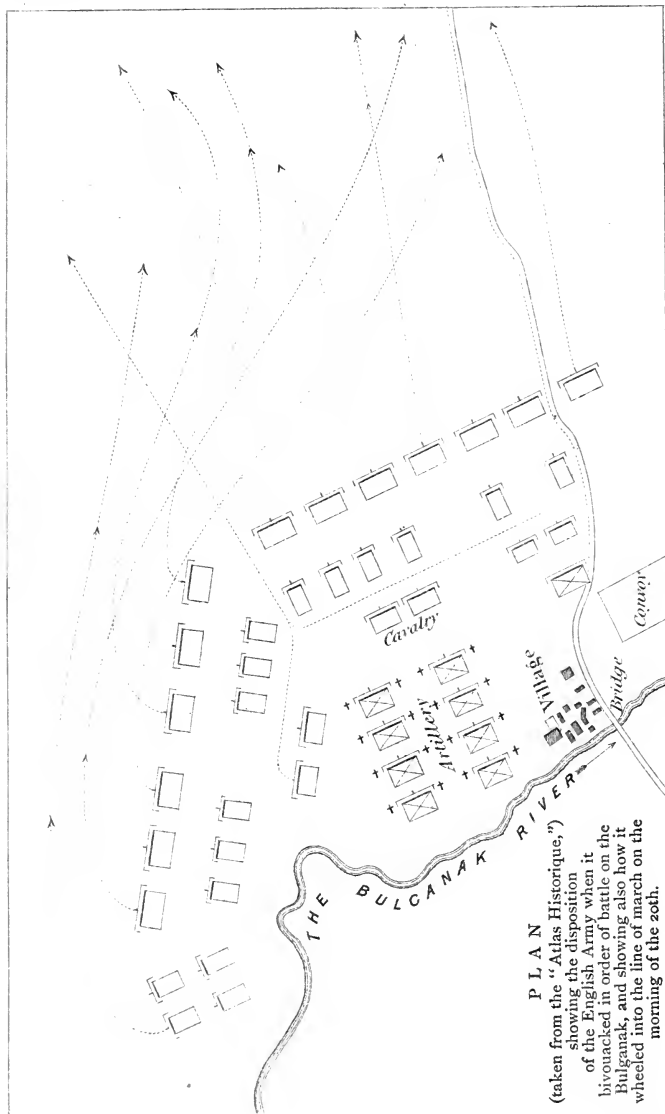 PLAN
(taken from the "Atlas Historique,")
showing the disposition
of the English Army when it
bivouacked in order of battle on the
Bulganak, and showing also how it
wheeled into the line of march on the
morning of the 20th.
THE BULGANAK RIVER
Artillery
Cavalry
Village
Bridge
Convoy